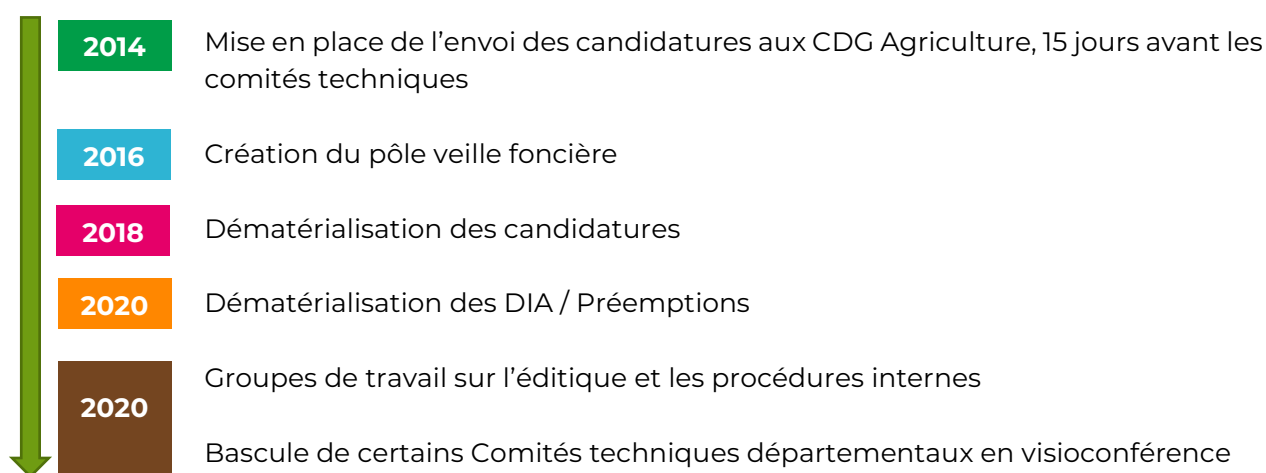 2014 Mise en place de l’envoi des candidatures aux CDG Agriculture, 15 jours avant les
comités techniques
2016 Création du pôle veille foncière
2018 Dématérialisation des candidatures
2020 Dématérialisation des DIA / Préemptions
Groupes de travail sur l’éditique et les procédures internes
2020
Bascule de certains Comités techniques départementaux en visioconférence